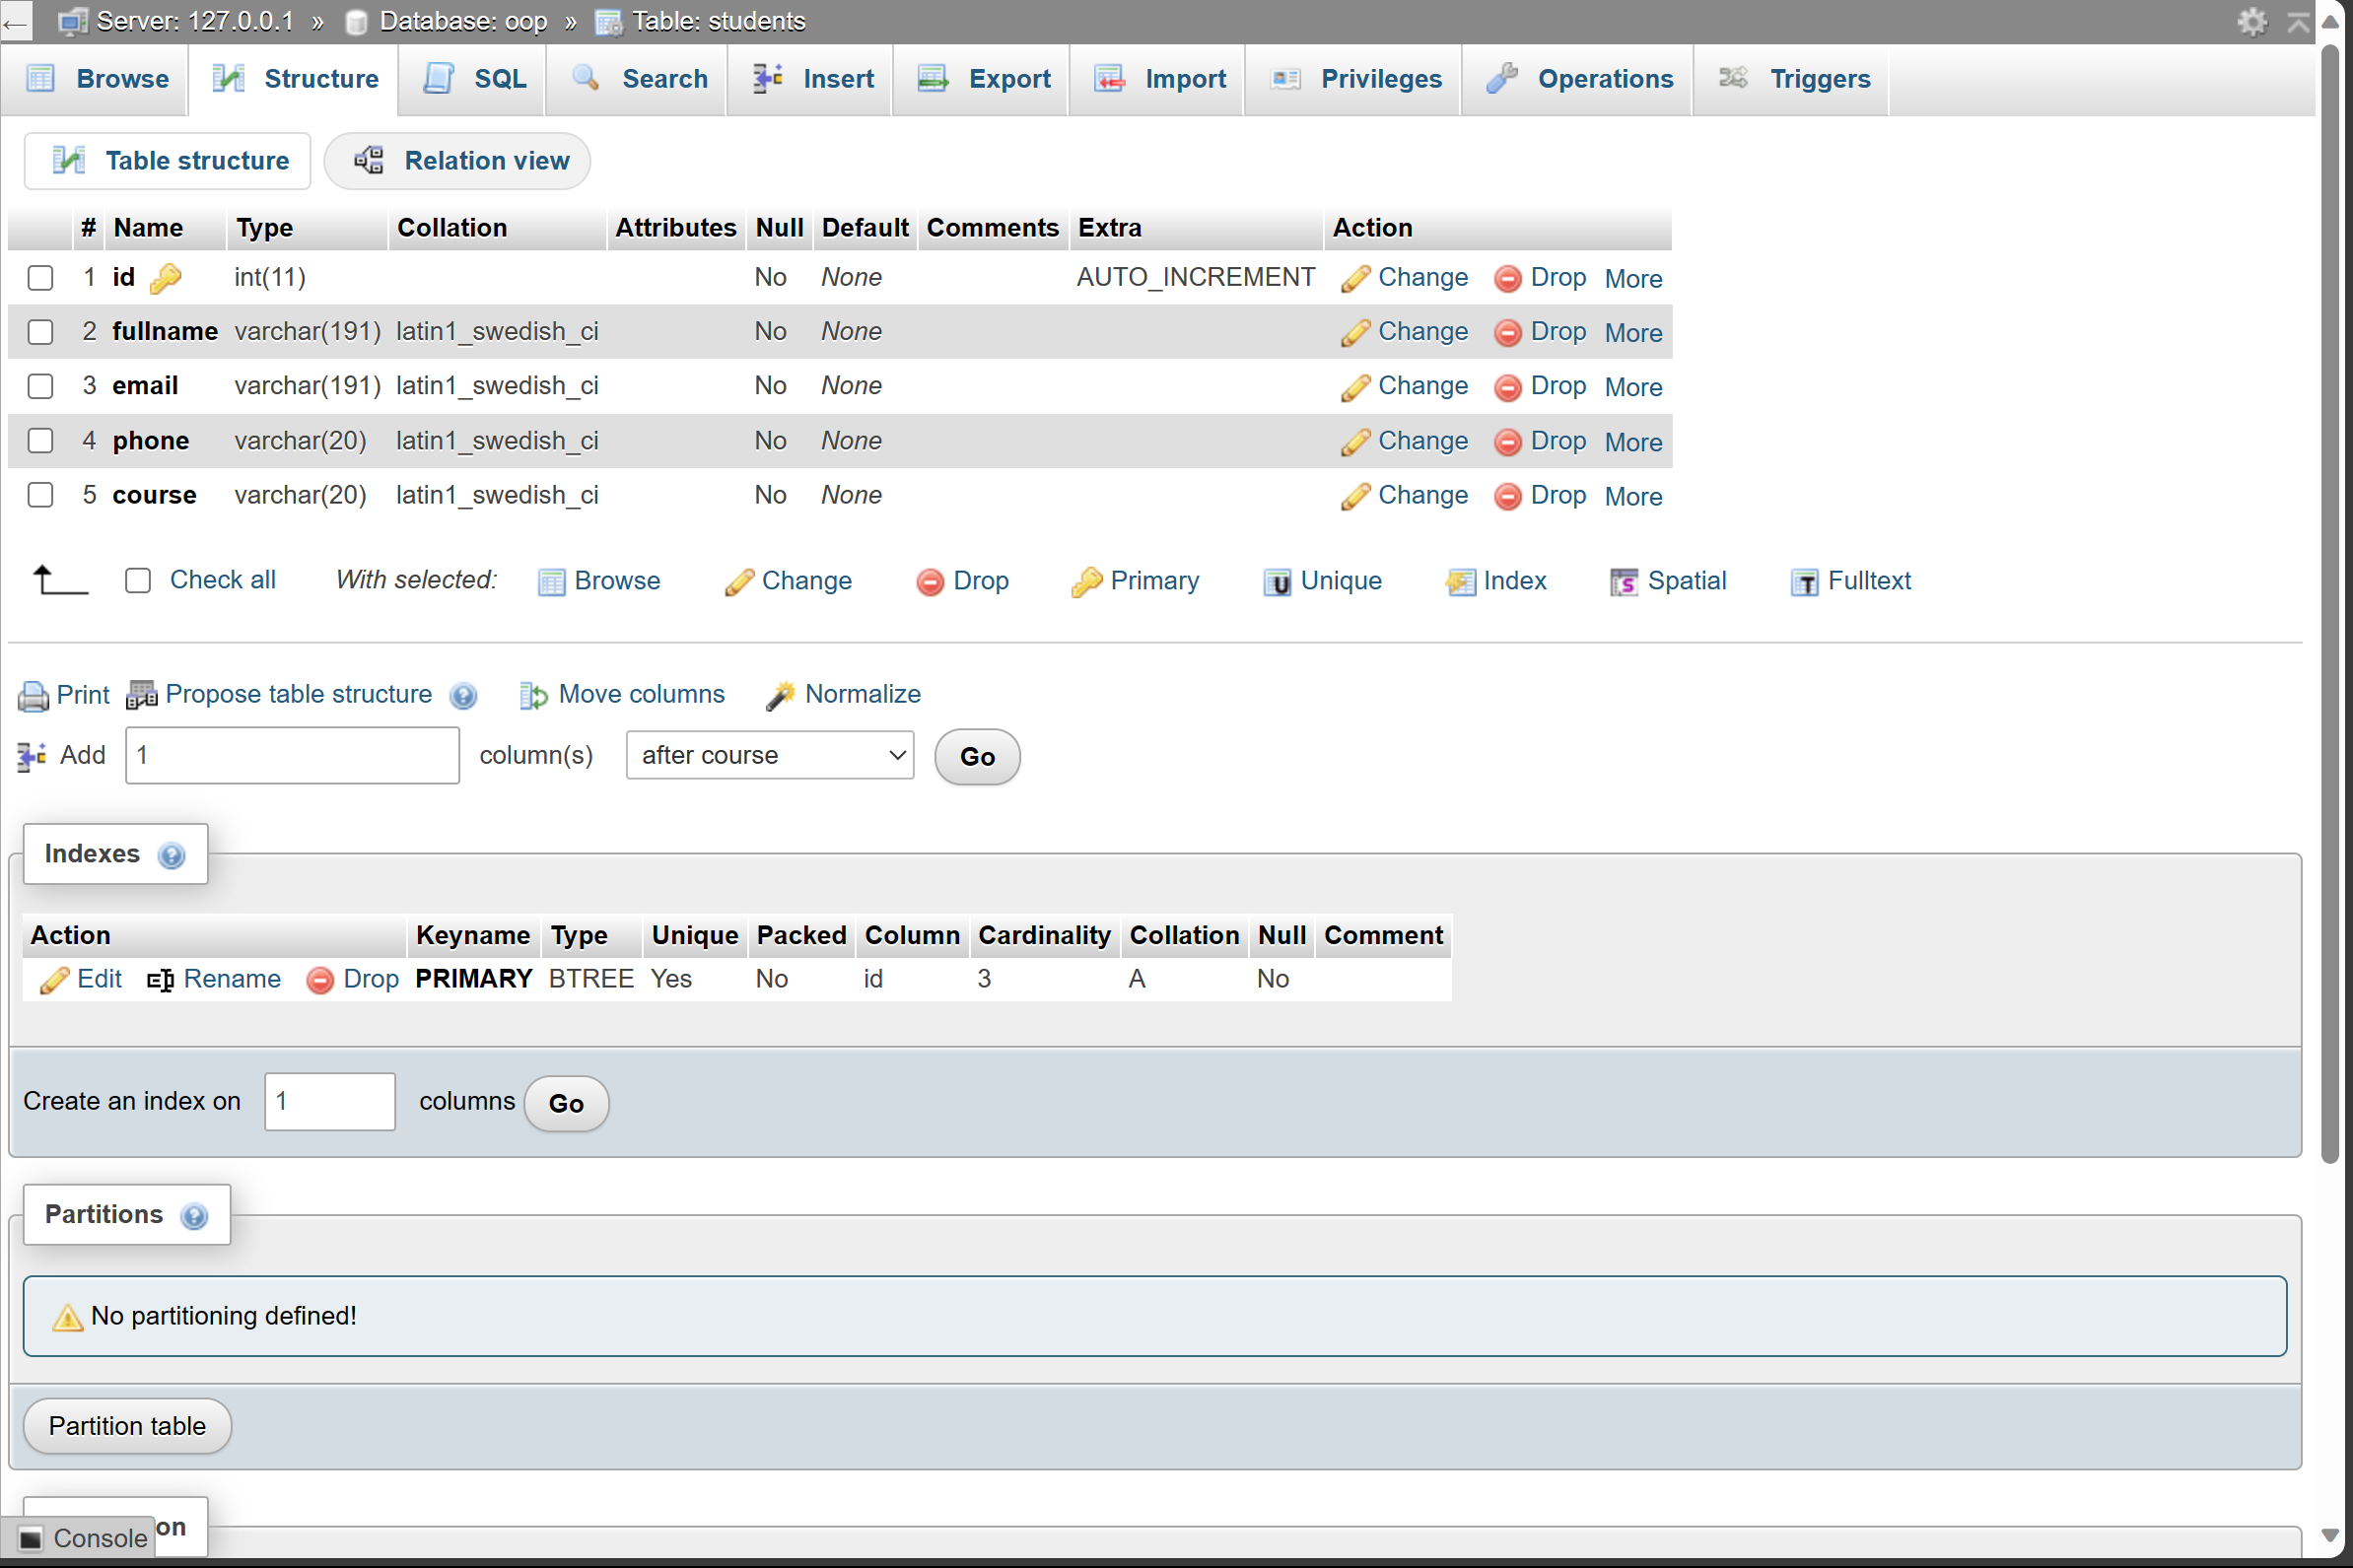 Server: 127.0.0.1 » Database: oop » Table: students
Browse Structure SQL Search Insert Export Import Privileges Operations Triggers
Table structure Relation view
# Name Type Collation Attributes Null Default Comments Extra Action
1 id int(11) No None AUTO_INCREMENT Change Drop More
2 fullname varchar(191) latin1_swedish_ci No None Change Drop More
3 email varchar(191) latin1_swedish_ci No None Change Drop More
4 phone varchar(20) latin1_swedish_ci No None Change Drop More
5 course varchar(20) latin1_swedish_ci No None Change Drop More
Check all With selected: Browse Change Drop Primary Unique Index Spatial Fulltext
Print Propose table structure Move columns Normalize
Add 1 column(s) after course Go
Indexes
Action Keyname Type Unique Packed Column Cardinality Collation Null Comment
Edit Rename Drop PRIMARY BTREE Yes No id 3 A No
Create an index on 1 columns Go
Partitions
No partitioning defined!
Partition table
Console